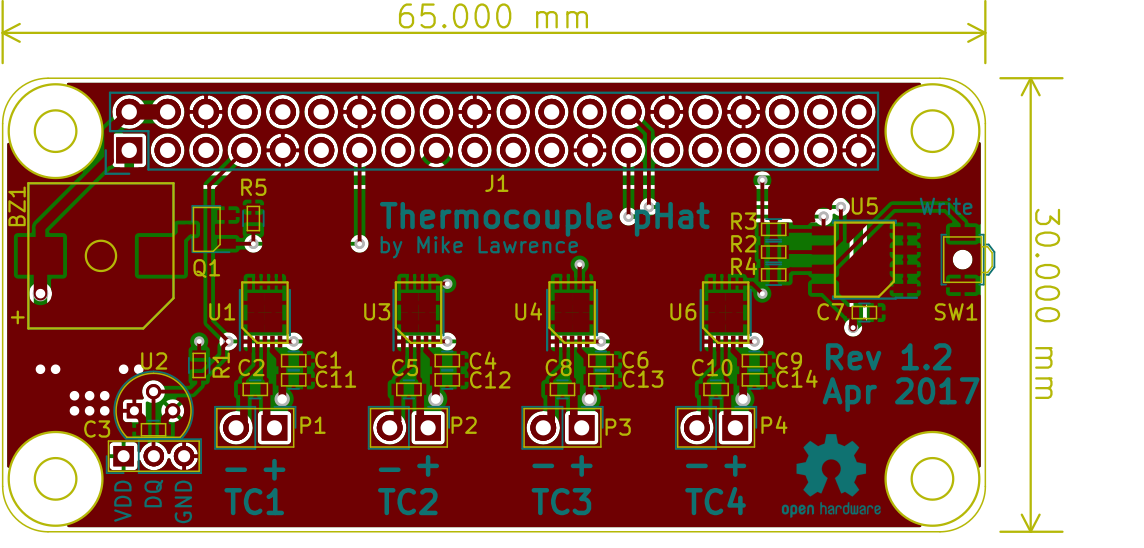 65.000 mm
J1
BZ1
R5
Thermocouple pHat
by Mike Lawrence
Q1
+
R3
R2
R4
U5
Write
C7
SW1
30.000 mm
U1
U3
U4
U6
U2
R1
C2
C1
C11
C5
C4
C12
C8
C6
C13
C10
C9
C14
Rev 1.2
Apr 2017
C3
P1
P2
P3
P4
VDD
DQ
GND
- +
- +
- +
- +
TC1
TC2
TC3
TC4
open hardware